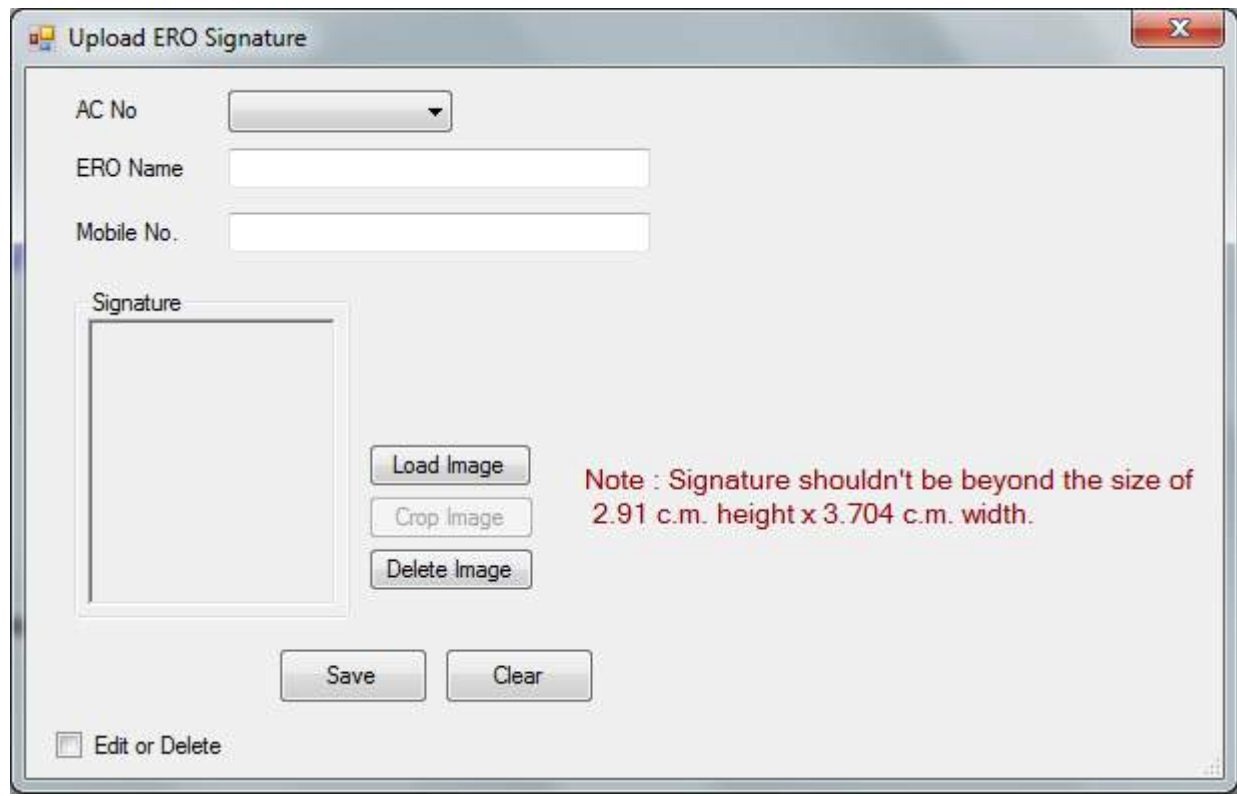 Upload ERO Signature
AC No
ERO Name
Mobile No.
Signature
Load Image
Crop Image
Delete Image
Note : Signature shouldn't be beyond the size of
2.91 c.m. height x 3.704 c.m. width.
Save Clear
Edit or Delete